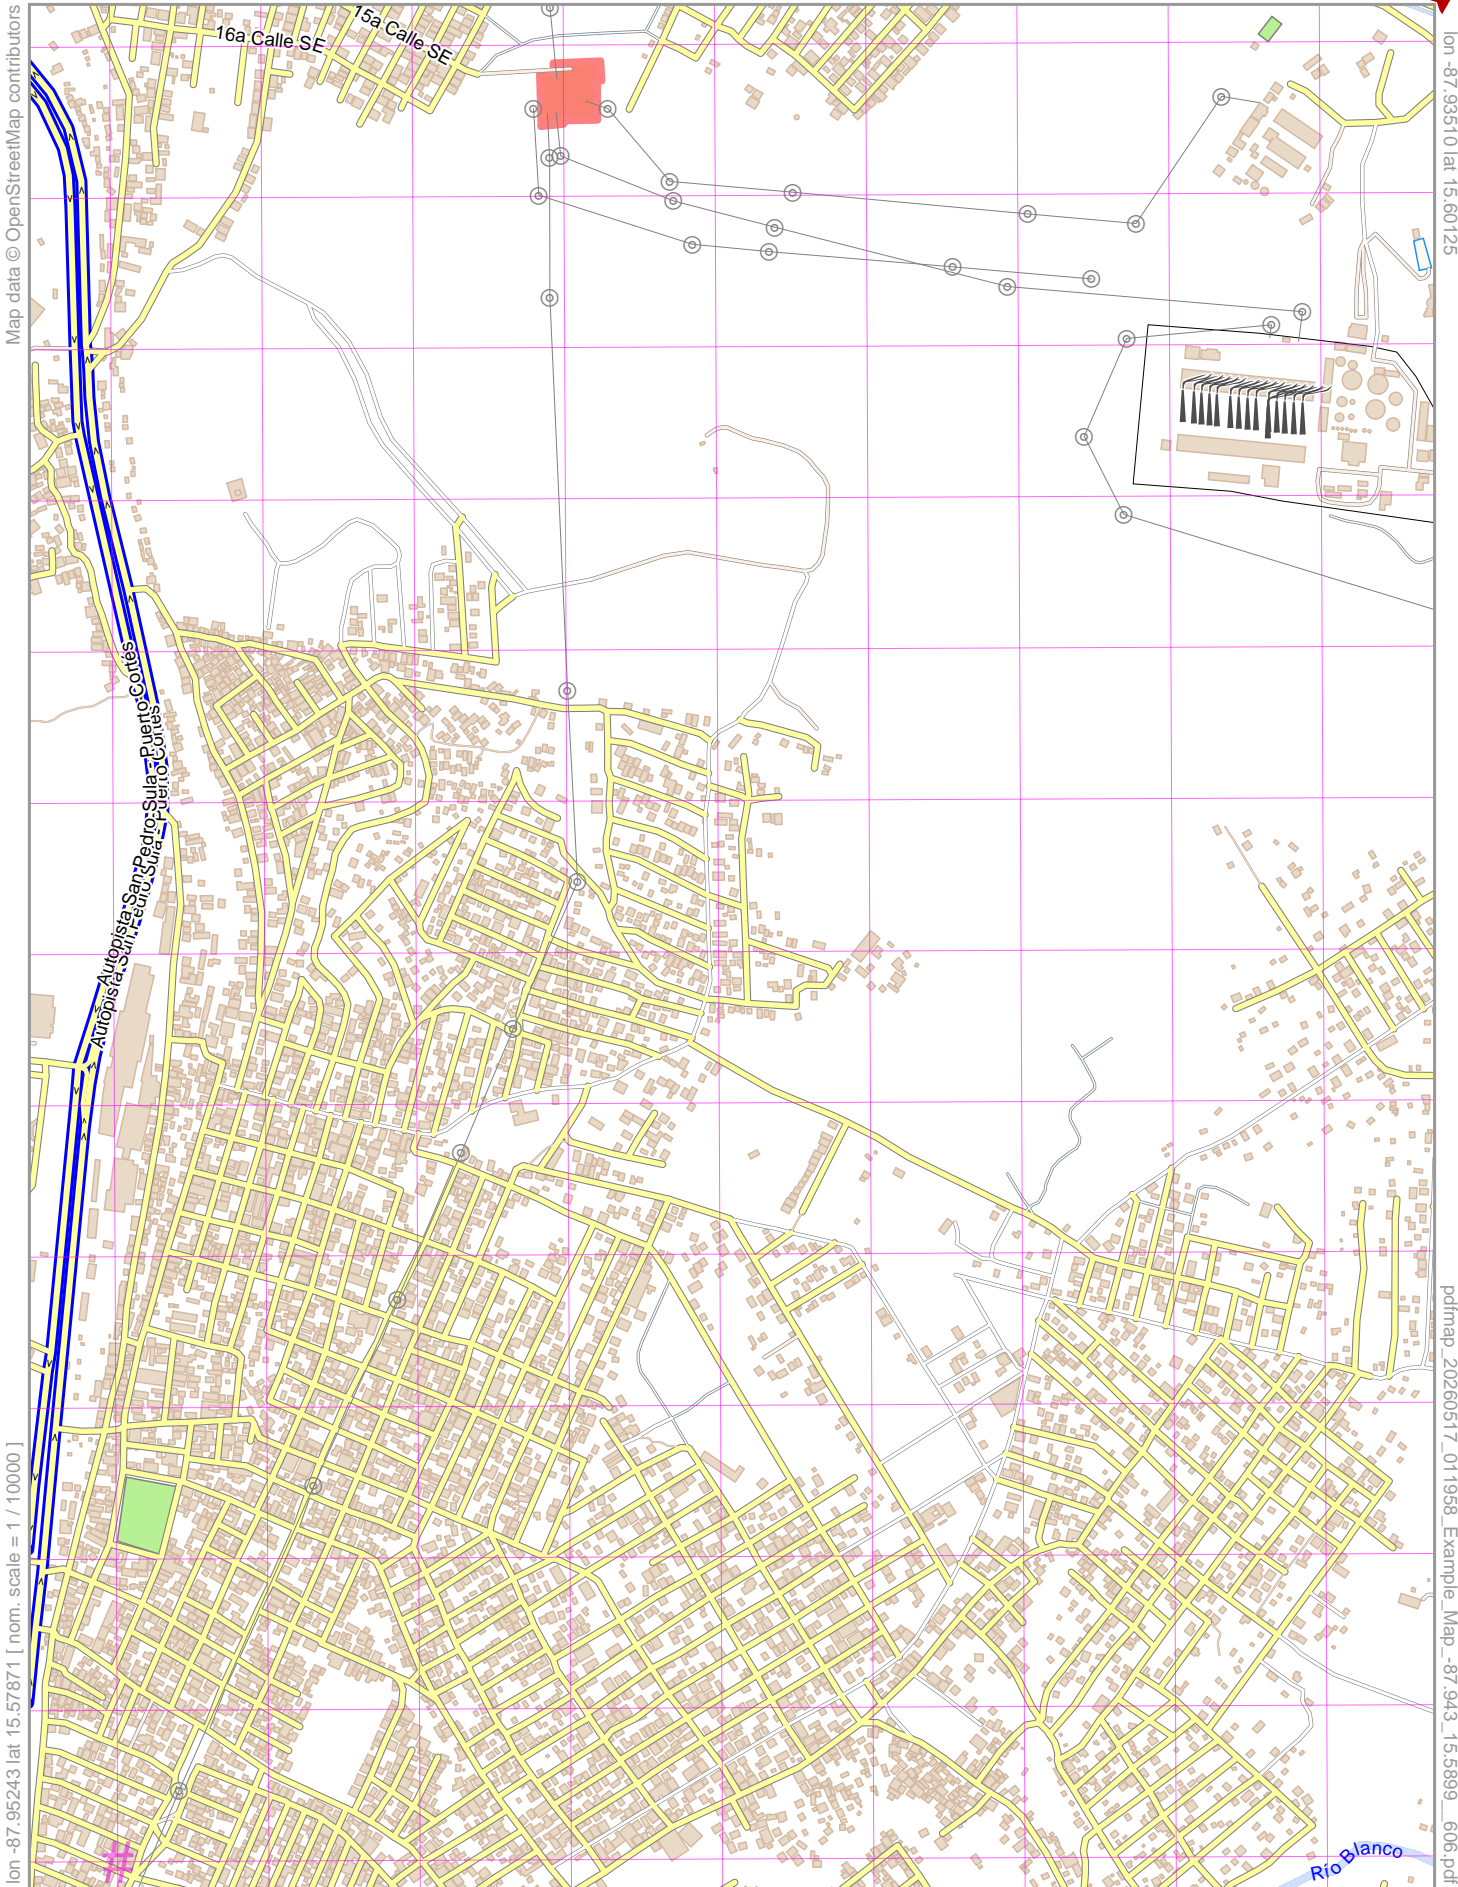 16a Calle SE
15a Calle SE
Map data © OpenStreetMap contributors
lon -87.93510 lat 15.60125
Autopista San Pedro Sula - Puerto Cortés
Autopista San Pedro Sula - Puerto Cortés
lon -87.95243 lat 15.57871 [ nom. scale = 1 / 10000 ]
pdfmap_20260517_011958_Example_Map_-87.943_15.5899__606.pdf
Río Blanco